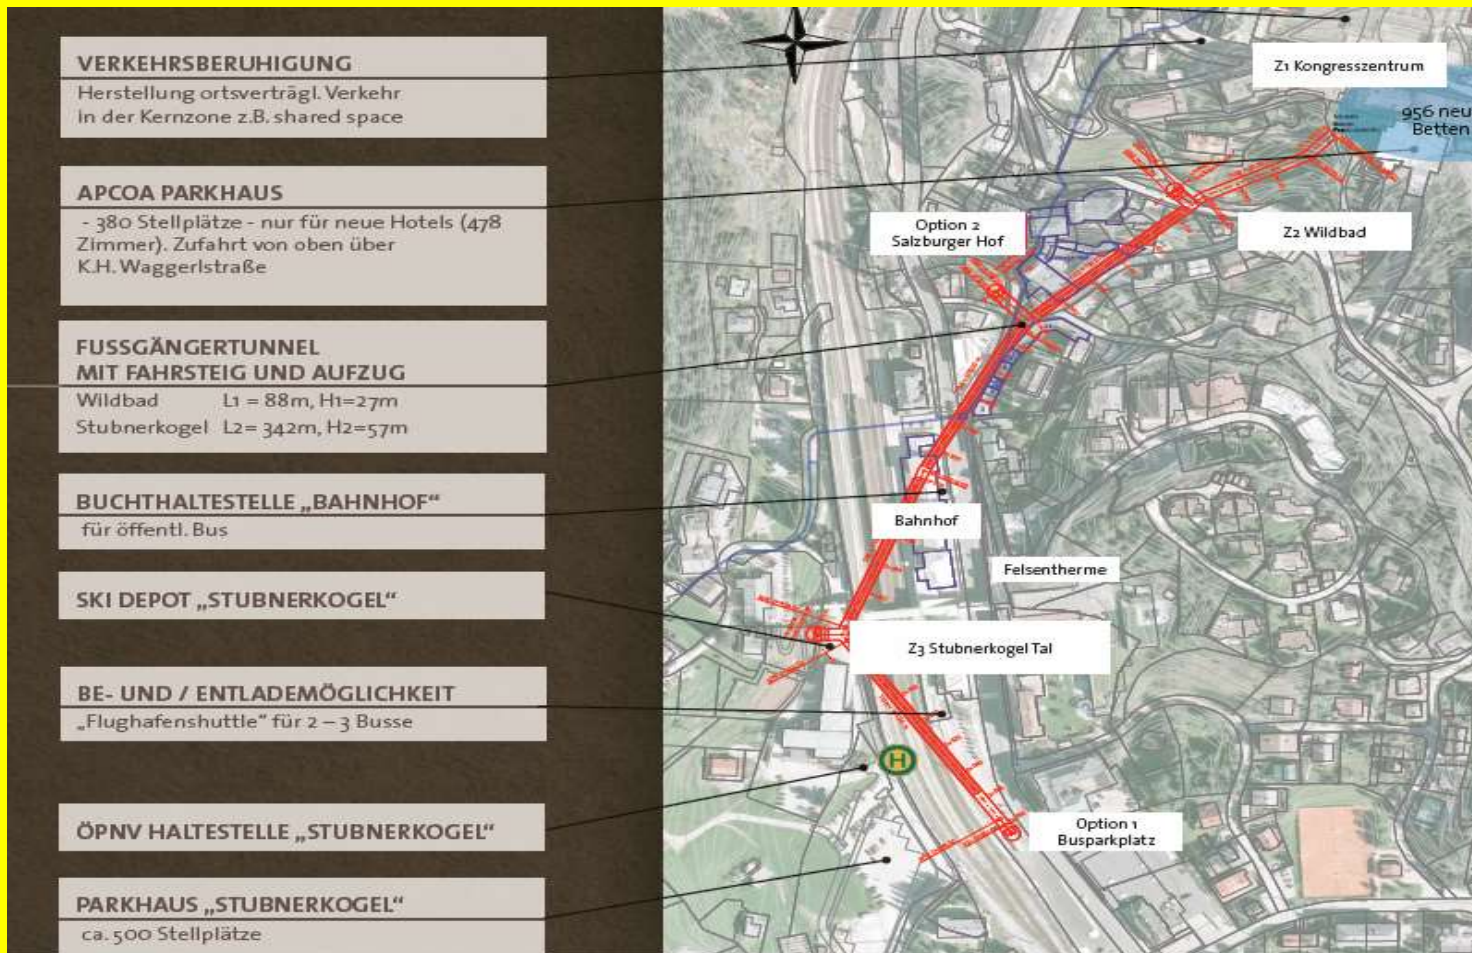 VERKEHRSBERUHIGUNG
Herstellung ortsverträgl. Verkehr
in der Kernzone z.B. shared space
APCOA PARKHAUS
- 380 Stellplätze - nur für neue Hotels (478
Zimmer). Zufahrt von oben über
K.H. Waggerlstraße
FUSSGÄNGERTUNNEL
MIT FAHRSTEIG UND AUFZUG
Wildbad L1 = 88m, H1=27m
Stubnerkogel L2= 342m, H2=57m
BUCHTHALTESTELLE „BAHNHOF“
für öffentl. Bus
SKI DEPOT „STUBNERKOGEL“
BE- UND / ENTLADEMÖGLICHKEIT
„Flughafenshuttle“ für 2 – 3 Busse
ÖPNV HALTESTELLE „STUBNERKOGEL“
PARKHAUS „STUBNERKOGEL“
ca. 500 Stellplätze
Z1 Kongresszentrum
956 neu
Betten
Z2 Wildbad
Option 2
Salzburger Hof
Bahnhof
Felsentherme
Z3 Stubnerkogel Tal
H
Option 1
Busparkplatz